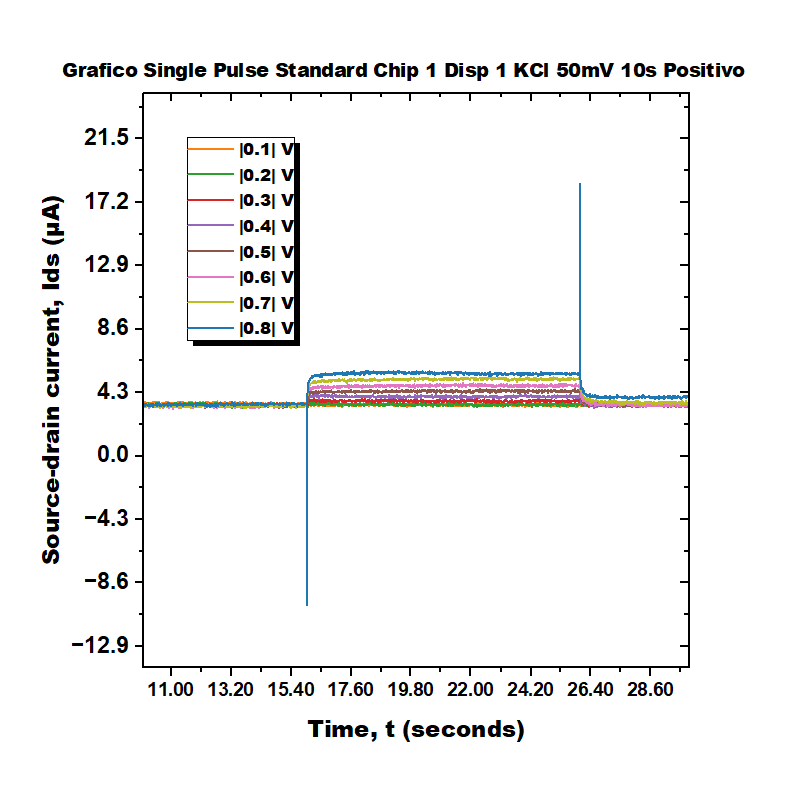 Grafico Single Pulse Standard Chip 1 Disp 1 KCl 50mV 10s Positivo
|0.1| V
|0.2| V
|0.3| V
|0.4| V
|0.5| V
|0.6| V
|0.7| V
|0.8| V
21.5
17.2
12.9
8.6
4.3
0.0
−4.3
−8.6
−12.9
Source-drain current, Ids (µA)
11.00 13.20 15.40 17.60 19.80 22.00 24.20 26.40 28.60
Time, t (seconds)